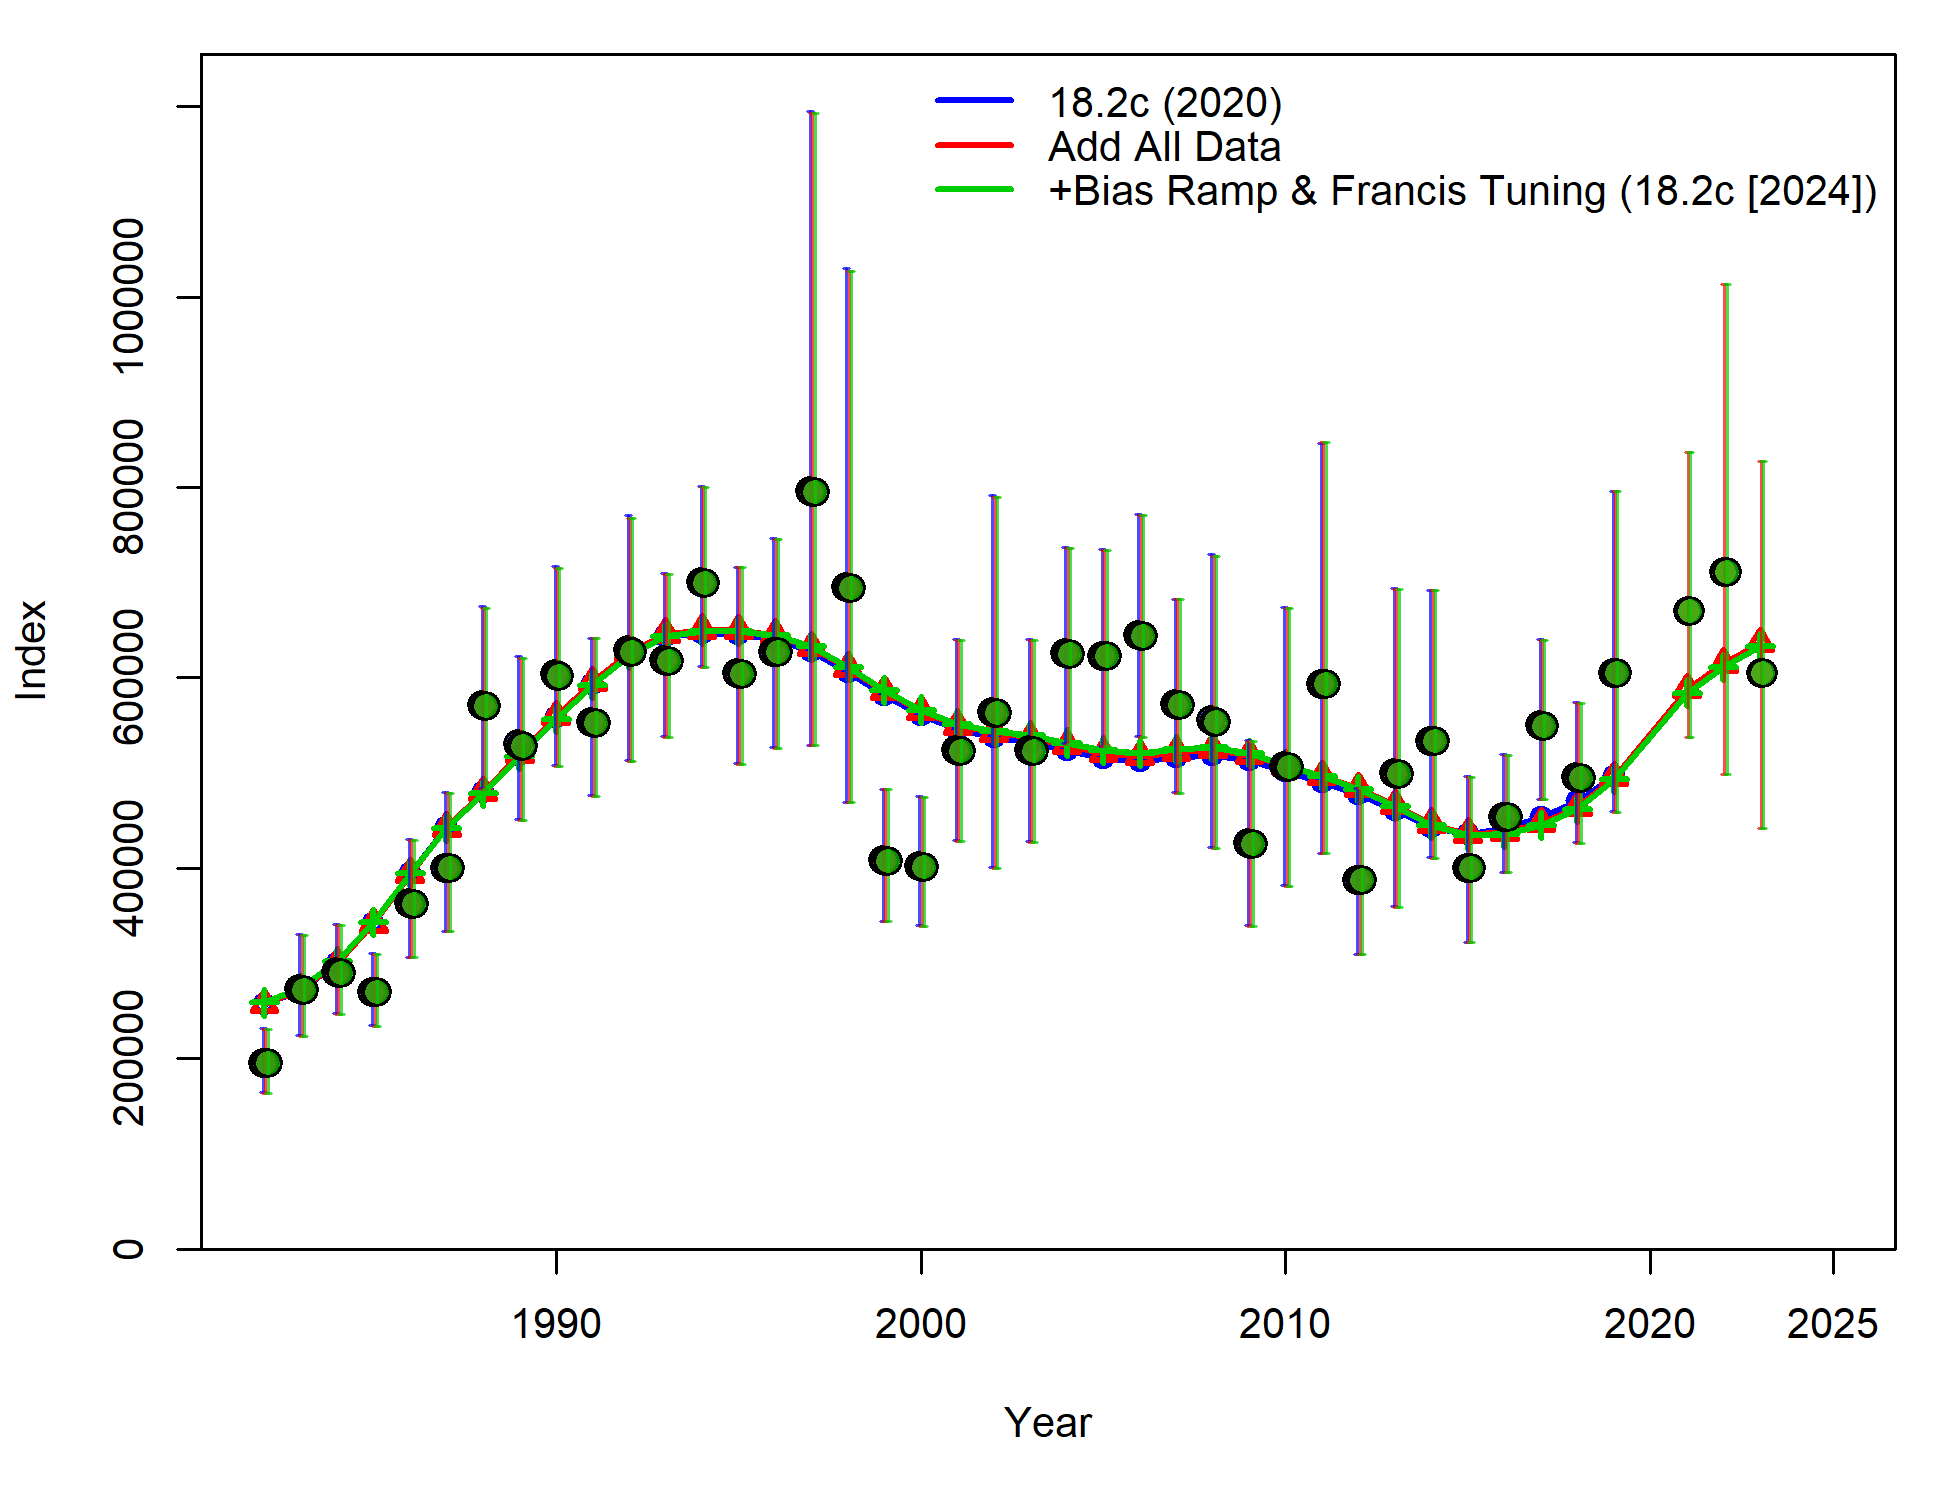 18.2c (2020)
Add All Data
+Bias Ramp & Francis Tuning (18.2c [2024])
Index
1000000
800000
600000
400000
200000
0
1990 2000 2010 2020 2025
Year